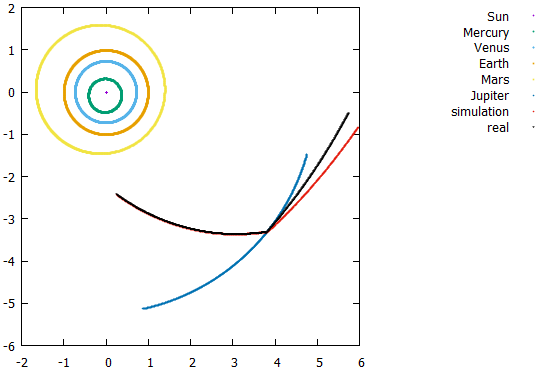 2
1
0
-1
-2
-3
-4
-5
-6
-2 -1 0 1 2 3 4 5 6
Sun
Mercury
Venus
Earth
Mars
Jupiter
simulation
real